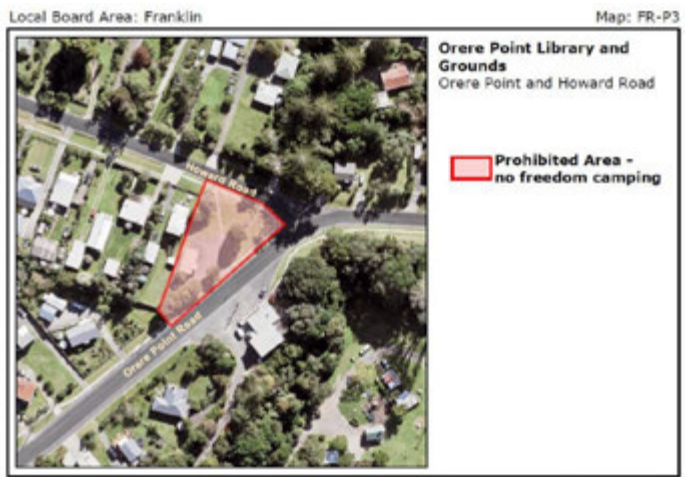 Local Board Area: Franklin
Map: FR-P3
Orere Point Library and
Grounds
Orere Point and Howard Road
Prohibited Area -
no freedom camping
Howard Road
Orere Point Road